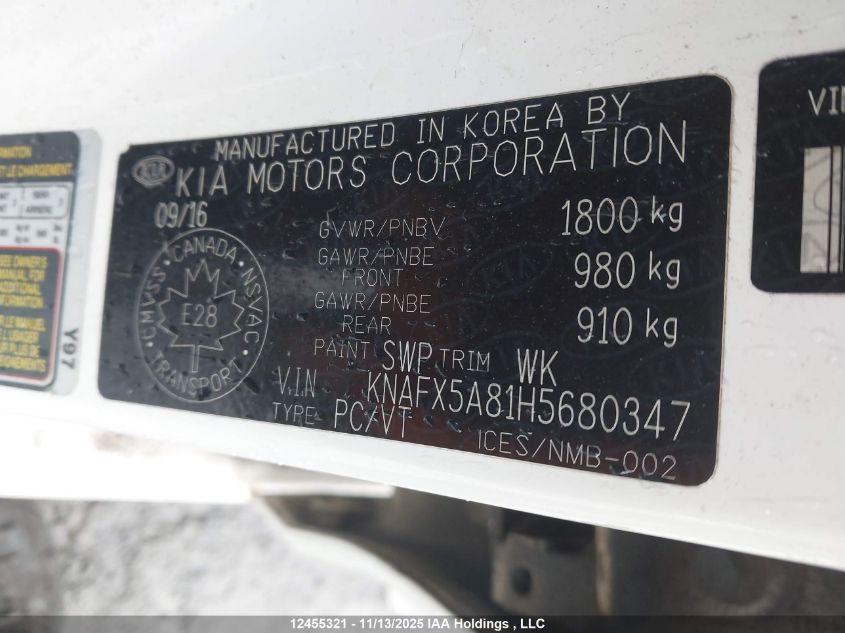 MANUFACTURED IN KOREA BY
KIA KIA MOTORS CORPORATION
09/16
GVWR/PNBV 1800 kg
GAWR/PNBE FRONT 980 kg
GAWR/PNBE REAR 910 kg
PAINT SWP TRIM WK
V.I.N KNAFX5A81H5680347
TYPE PC/VT
ICES/NMB-002
CMVSS · CANADA · NSVAC · TRANSPORT
E28
VIN
Y97
12455321 - 11/13/2025 IAA Holdings , LLC